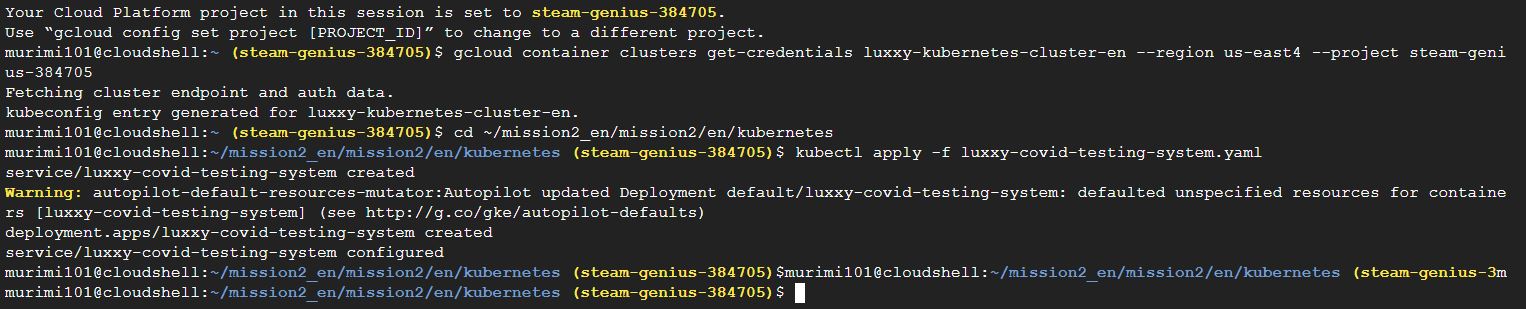 Your Cloud Platform project in this session is set to steam-genius-384705.
Use “gcloud config set project [PROJECT_ID]” to change to a different project.
murimi101@cloudshell:~ (steam-genius-384705)$ gcloud container clusters get-credentials luxxy-kubernetes-cluster-en --region us-east4 --project steam-geni
us-384705
Fetching cluster endpoint and auth data.
kubeconfig entry generated for luxxy-kubernetes-cluster-en.
murimi101@cloudshell:~ (steam-genius-384705)$ cd ~/mission2_en/mission2/en/kubernetes
murimi101@cloudshell:~/mission2_en/mission2/en/kubernetes (steam-genius-384705)$ kubectl apply -f luxxy-covid-testing-system.yaml
service/luxxy-covid-testing-system created
Warning: autopilot-default-resources-mutator:Autopilot updated Deployment default/luxxy-covid-testing-system: defaulted unspecified resources for containe
rs [luxxy-covid-testing-system] (see http://g.co/gke/autopilot-defaults)
deployment.apps/luxxy-covid-testing-system created
service/luxxy-covid-testing-system configured
murimi101@cloudshell:~/mission2_en/mission2/en/kubernetes (steam-genius-384705)$murimi101@cloudshell:~/mission2_en/mission2/en/kubernetes (steam-genius-3m
murimi101@cloudshell:~/mission2_en/mission2/en/kubernetes (steam-genius-384705)$